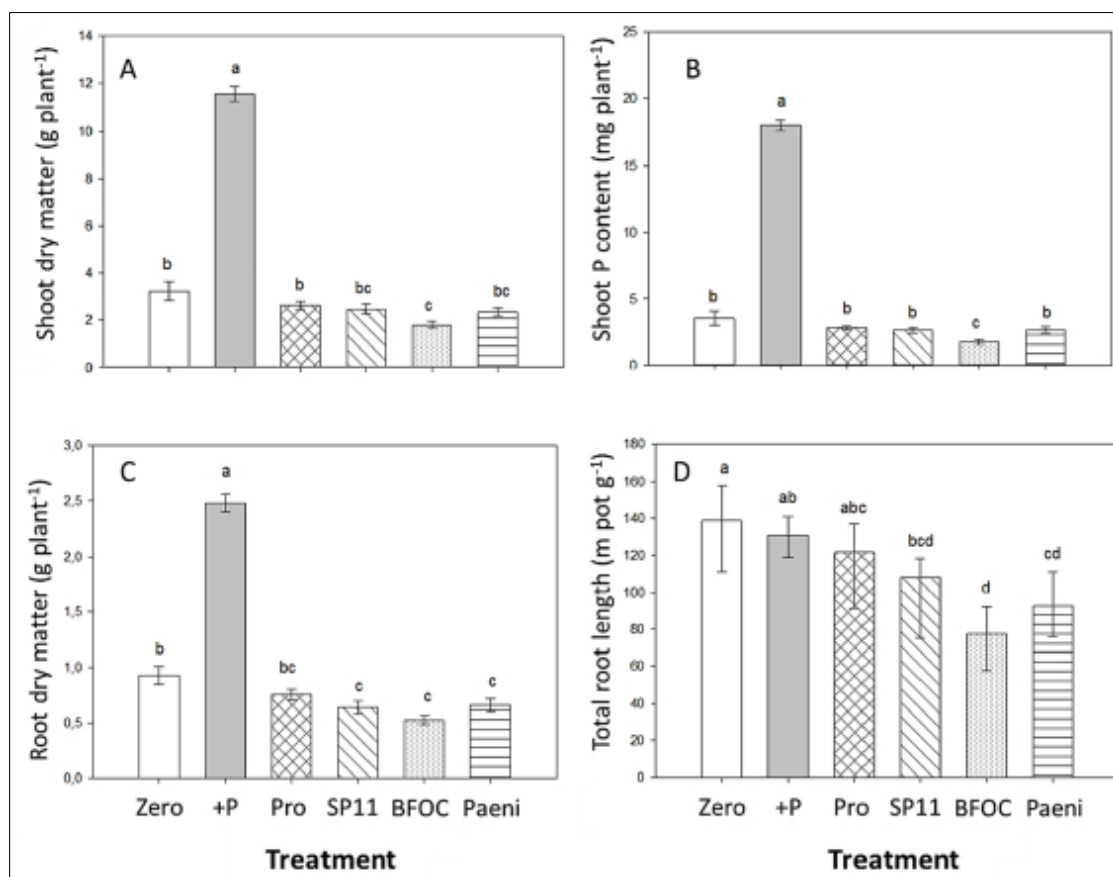 A
Shoot dry matter (g plant⁻¹)
14
12
10
8
6
4
2
0
b
a
b
bc
c
bc
B
Shoot P content (mg plant⁻¹)
25
20
15
10
5
0
b
a
b
b
c
b
C
Root dry matter (g plant⁻¹)
3,0
2,5
2,0
1,5
1,0
0,5
0,0
b
a
bc
c
c
c
Zero +P Pro SP11 BFOC Paeni
Treatment
D
Total root length (m pot g⁻¹)
180
160
140
120
100
80
60
40
20
0
a
ab
abc
bcd
d
cd
Zero +P Pro SP11 BFOC Paeni
Treatment